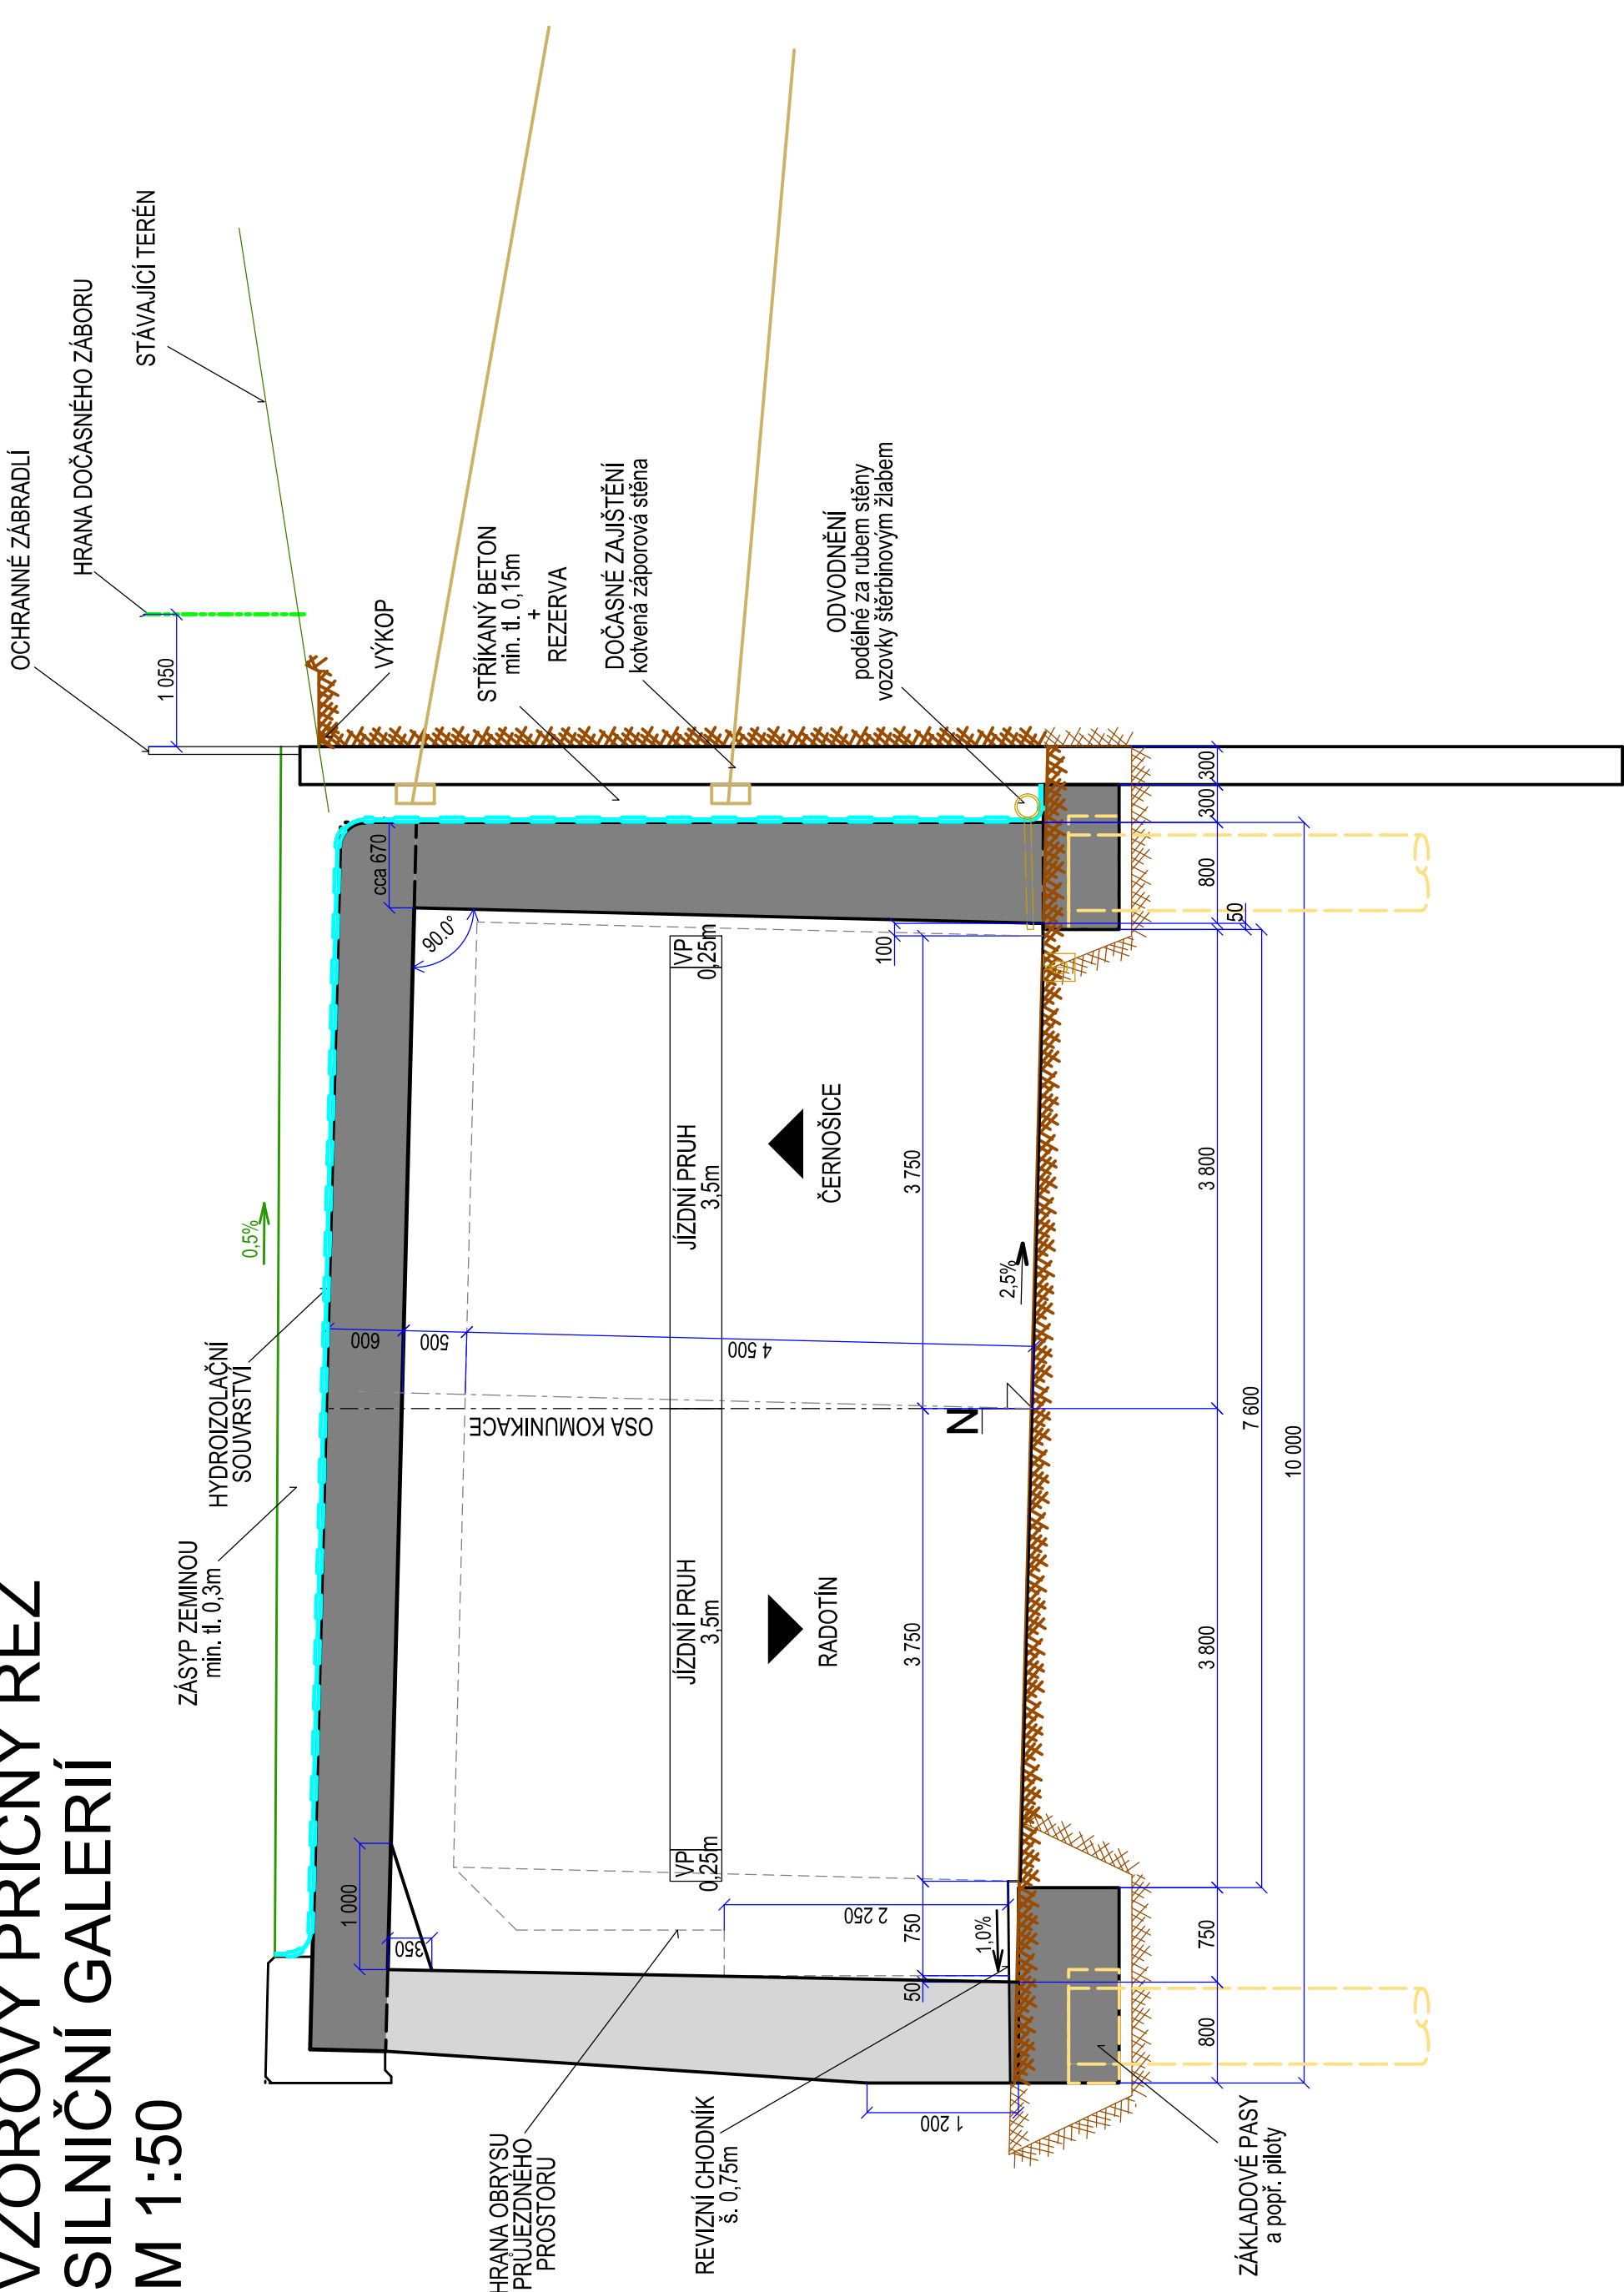 VZOROVÝ PŘÍČNÝ ŘEZ
SILNIČNÍ GALERIÍ
M 1:50
OCHRANNÉ ZÁBRADLÍ
HRANA DOČASNÉHO ZÁBORU
STÁVAJÍCÍ TERÉN
1 050
VÝKOP
ZÁSYP ZEMINOU
min. tl. 0,3m
HYDROIZOLAČNÍ
SOUVRSTVÍ
0,5%
STŘÍKANÝ BETON
min. tl. 0,15m
+
REZERVA
DOČASNÉ ZAJIŠTĚNÍ
kotvená záporová stěna
ODVODNĚNÍ
podélné za rubem stěny
vozovky štěrbinovým žlabem
1 000
350
600
500
4 500
cca 670
90.0°
OSA KOMUNIKACE
VP
0,25m
JÍZDNÍ PRUH
3,5m
JÍZDNÍ PRUH
3,5m
VP
0,25m
RADOTÍN
ČERNOŠICE
2 250
750
50
3 750
3 750
100
N
1,0%
2,5%
1 200
HRANA OBRYSU
PRŮJEZDNÉHO
PROSTORU
REVIZNÍ CHODNÍK
š. 0,75m
ZÁKLADOVÉ PASY
a popř. piloty
800
750
3 800
3 800
50
800
300
300
7 600
10 000